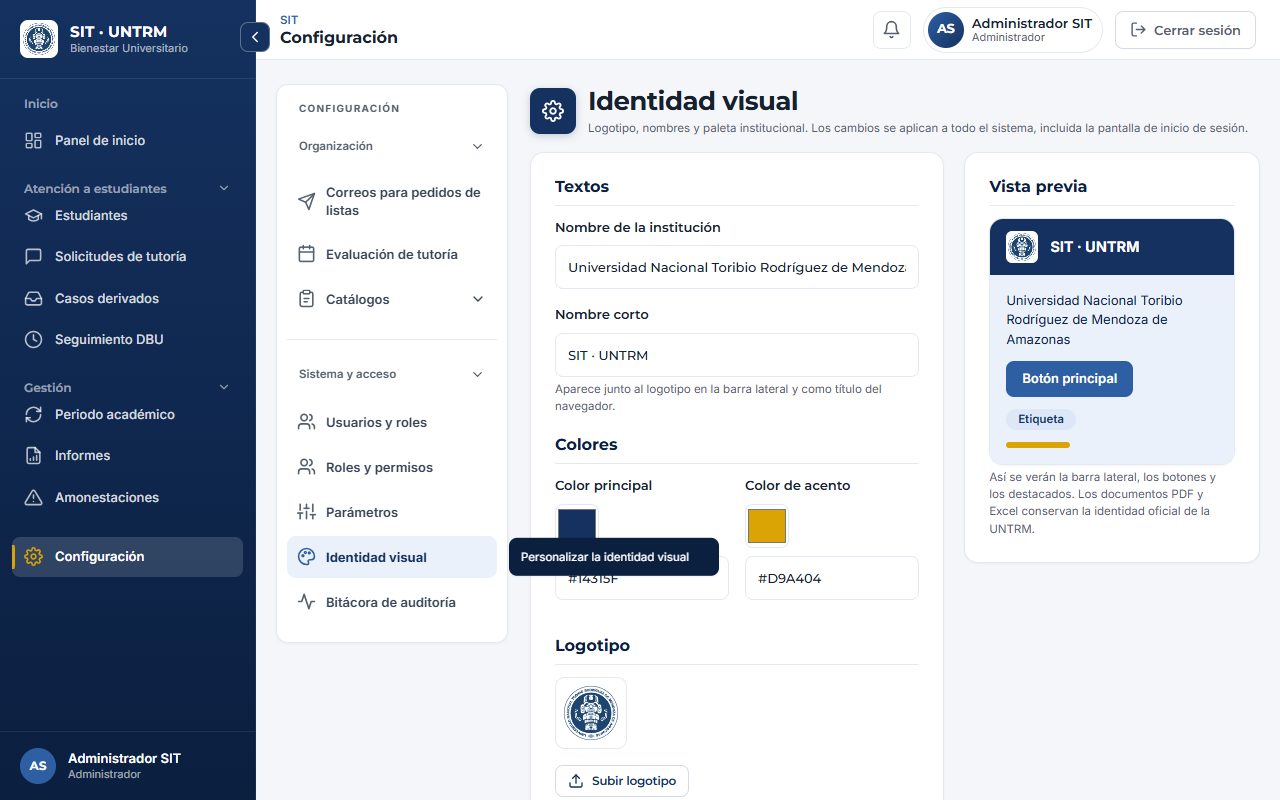 SIT · UNTRM
Bienestar Universitario
Inicio
Panel de inicio
Atención a estudiantes
Estudiantes
Solicitudes de tutoría
Casos derivados
Seguimiento DBU
Gestión
Periodo académico
Informes
Amonestaciones
Configuración
AS
Administrador SIT
Administrador
SIT
Configuración
AS
Administrador SIT
Administrador
Cerrar sesión
CONFIGURACIÓN
Organización
Correos para pedidos de
listas
Evaluación de tutoría
Catálogos
Sistema y acceso
Usuarios y roles
Roles y permisos
Parámetros
Identidad visual
Bitácora de auditoría
Personalizar la identidad visual
Identidad visual
Logotipo, nombres y paleta institucional. Los cambios se aplican a todo el sistema, incluida la pantalla de inicio de sesión.
Textos
Nombre de la institución
Universidad Nacional Toribio Rodríguez de Mendoza
Nombre corto
SIT · UNTRM
Aparece junto al logotipo en la barra lateral y como título del
navegador.
Colores
Color principal
Color de acento
#14315F
#D9A404
Logotipo
Subir logotipo
Vista previa
SIT · UNTRM
Universidad Nacional Toribio
Rodríguez de Mendoza de
Amazonas
Botón principal
Etiqueta
Así se verán la barra lateral, los botones y
los destacados. Los documentos PDF y
Excel conservan la identidad oficial de la
UNTRM.